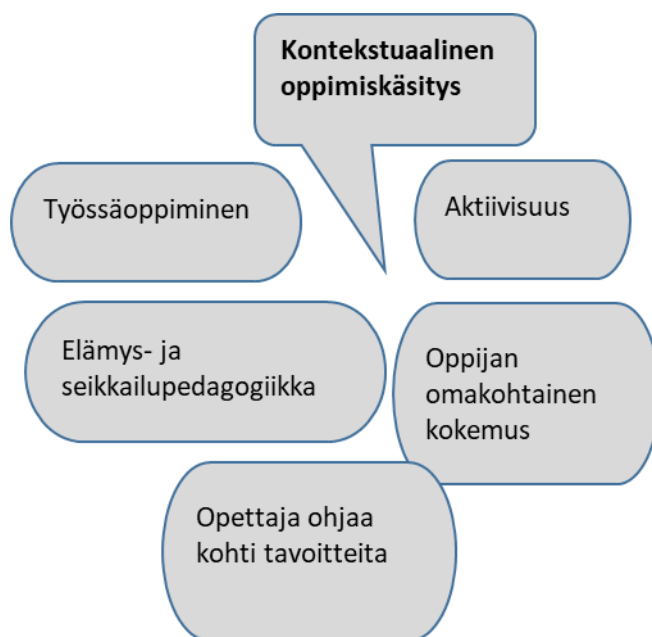 Kontekstuaalinen
oppimiskäsitys
Työssäoppiminen
Aktiivisuus
Elämys- ja
seikkailupedagogiikka
Oppijan
omakohtainen
kokemus
Opettaja ohjaa
kohti tavoitteita